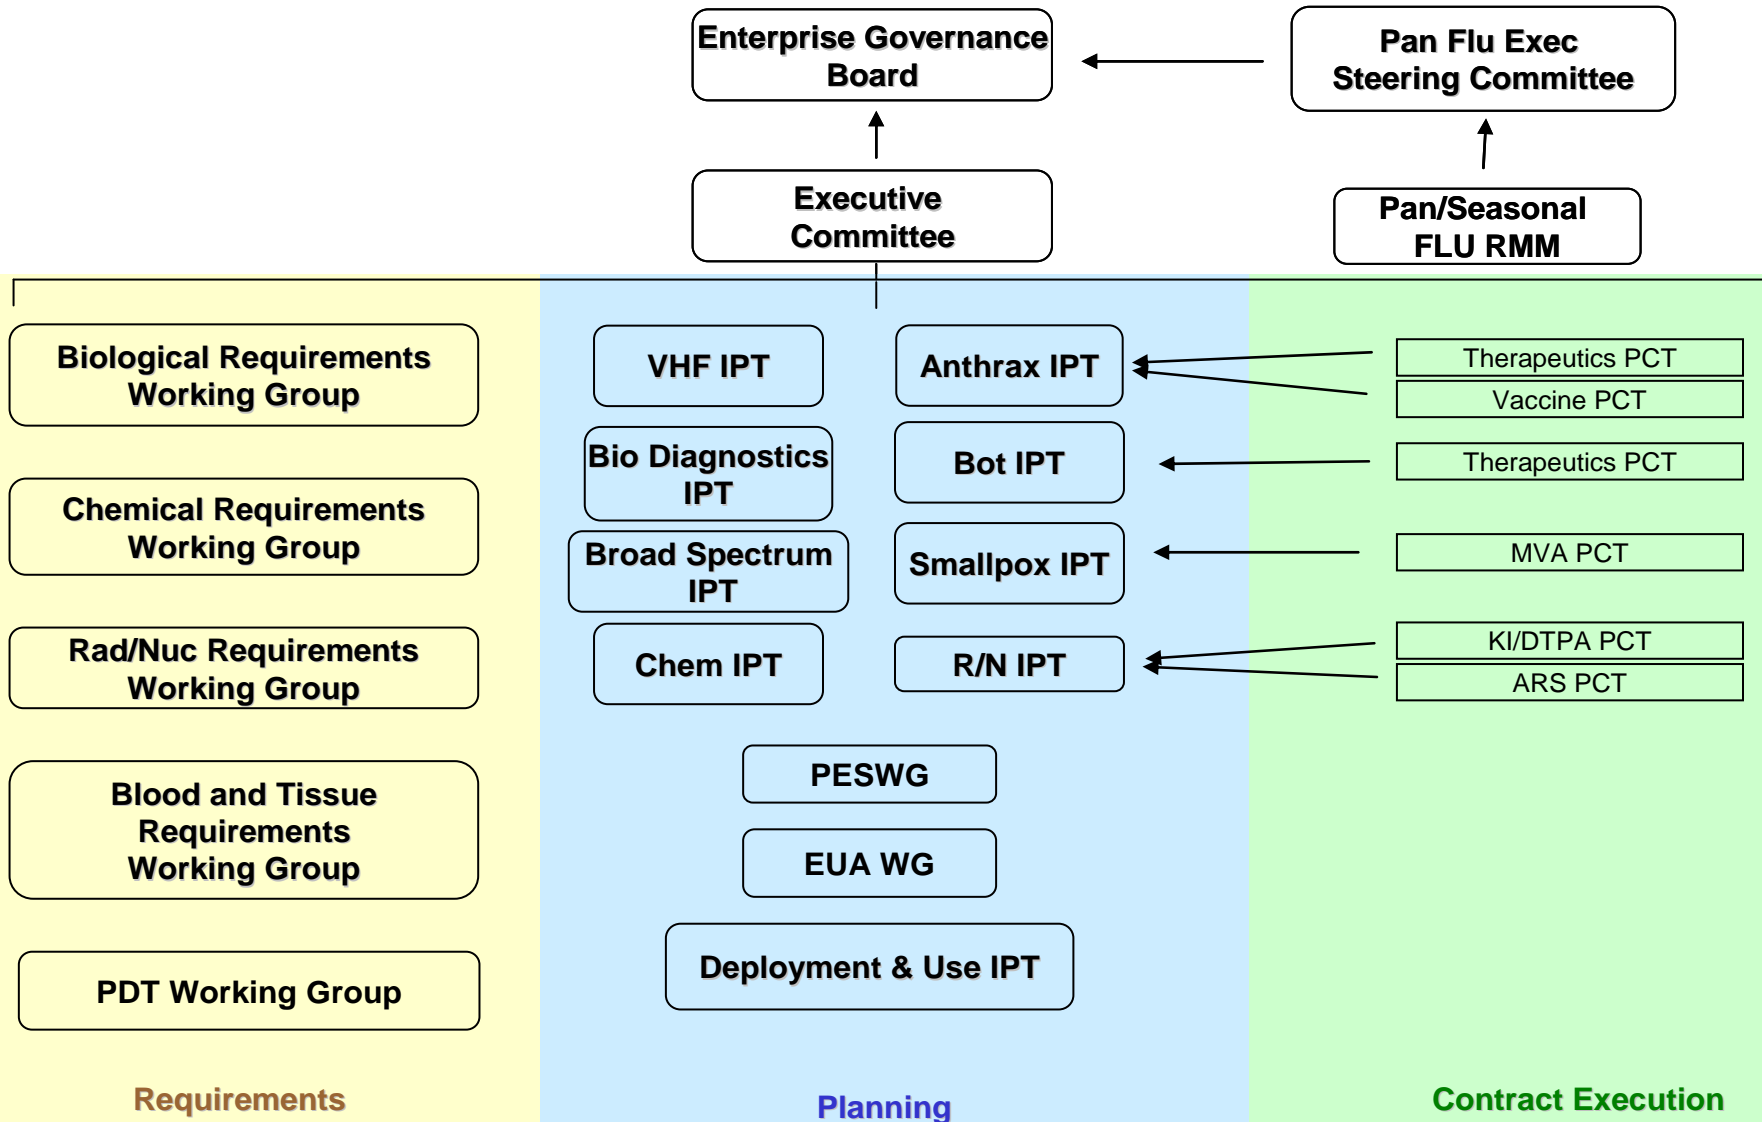 Enterprise Governance
Board
Pan Flu Exec
Steering Committee
Executive
Committee
Pan/Seasonal
FLU RMM
Biological Requirements
Working Group
Chemical Requirements
Working Group
Rad/Nuc Requirements
Working Group
Blood and Tissue
Requirements
Working Group
PDT Working Group
Requirements
VHF IPT
Anthrax IPT
Bio Diagnostics
IPT
Bot IPT
Broad Spectrum
IPT
Smallpox IPT
Chem IPT
R/N IPT
PESWG
EUA WG
Deployment & Use IPT
Planning
Therapeutics PCT
Vaccine PCT
Therapeutics PCT
MVA PCT
KI/DTPA PCT
ARS PCT
Contract Execution